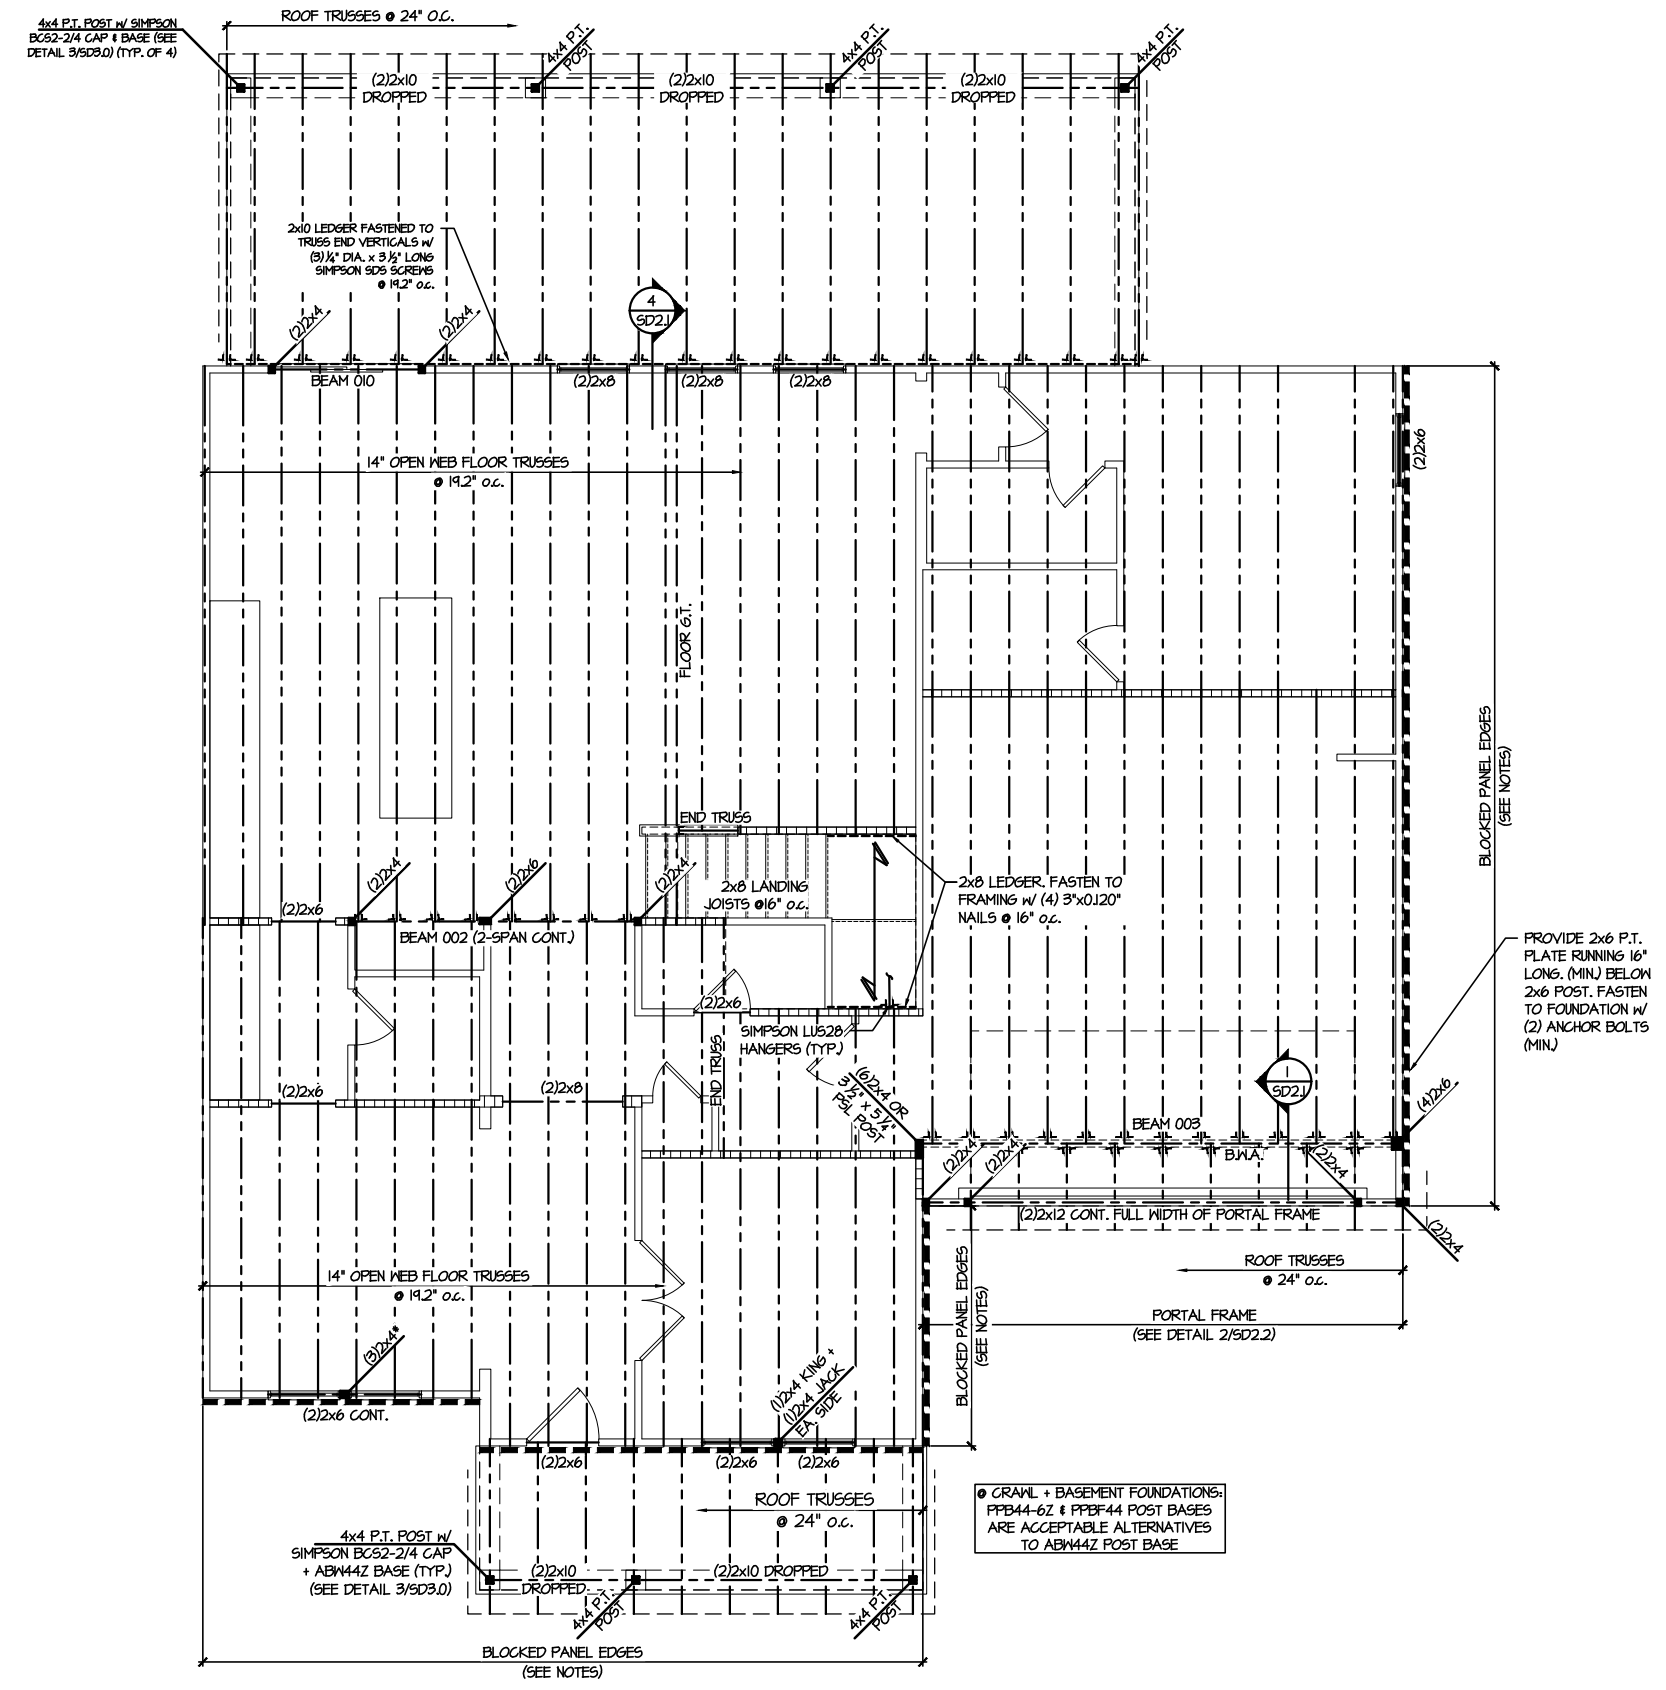 ROOF TRUSSES @ 24" O.C.
4x4 P.T. POST W/ SIMPSON
BCS2-2/4 CAP & BASE (SEE
DETAIL 3/SD3.0) (TYP. OF 4)
4x4 P.T.
POST
4x4 P.T.
POST
4x4 P.T.
POST
(2)2x10
DROPPED
(2)2x10
DROPPED
(2)2x10
DROPPED
2x10 LEDGER FASTENED TO
TRUSS END VERTICALS W/
(3) 1/4" DIA. x 3 1/2" LONG
SIMPSON SDS SCREWS
@ 19.2" o.c.
4
SD2.1
(2)2x4
(2)2x4
BEAM 010
(2)2x8
(2)2x8
(2)2x8
(2)2x6
14" OPEN WEB FLOOR TRUSSES
@ 19.2" o.c.
FLOOR G.T.
BLOCKED PANEL EDGES
(SEE NOTES)
END TRUSS
(2)2x4
(2)2x6
(2)2x4
2x8 LANDING
JOISTS @16" o.c.
2x8 LEDGER. FASTEN TO
FRAMING W/ (4) 3"x0.120"
NAILS @ 16" o.c.
(2)2x6
BEAM 002 (2-SPAN CONT.)
PROVIDE 2x6 P.T.
PLATE RUNNING 16"
LONG. (MIN.) BELOW
2x6 POST. FASTEN
TO FOUNDATION W/
(2) ANCHOR BOLTS
(MIN.)
(2)2x6
SIMPSON LUS28
HANGERS (TYP.)
END TRUSS
(2)2x6
(2)2x8
(6)2x4 OR
3 1/2" x 5 1/4"
PSL POST
1
SD2.1
(4)2x6
BEAM 003
B.W.A.
(2)2x4
(2)2x4
(2)2x4
(2)2x12 CONT. FULL WIDTH OF PORTAL FRAME
(2)2x4
ROOF TRUSSES
@ 24" o.c.
BLOCKED PANEL EDGES
(SEE NOTES)
14" OPEN WEB FLOOR TRUSSES
@ 19.2" o.c.
PORTAL FRAME
(SEE DETAIL 2/SD2.2)
(3)2x4*
(2)2x6 CONT.
(1)2x4 KING +
(1)2x4 JACK
EA. SIDE
(2)2x6
(2)2x6
(2)2x6
ROOF TRUSSES
@ 24" o.c.
@ CRAWL + BASEMENT FOUNDATIONS:
PPB44-6Z & PPBF44 POST BASES
ARE ACCEPTABLE ALTERNATIVES
TO ABW44Z POST BASE
4x4 P.T. POST W/
SIMPSON BCS2-2/4 CAP
+ ABW44Z BASE (TYP.)
(SEE DETAIL 3/SD3.0)
(2)2x10
DROPPED
(2)2x10 DROPPED
4x4 P.T.
POST
4x4 P.T.
POST
BLOCKED PANEL EDGES
(SEE NOTES)